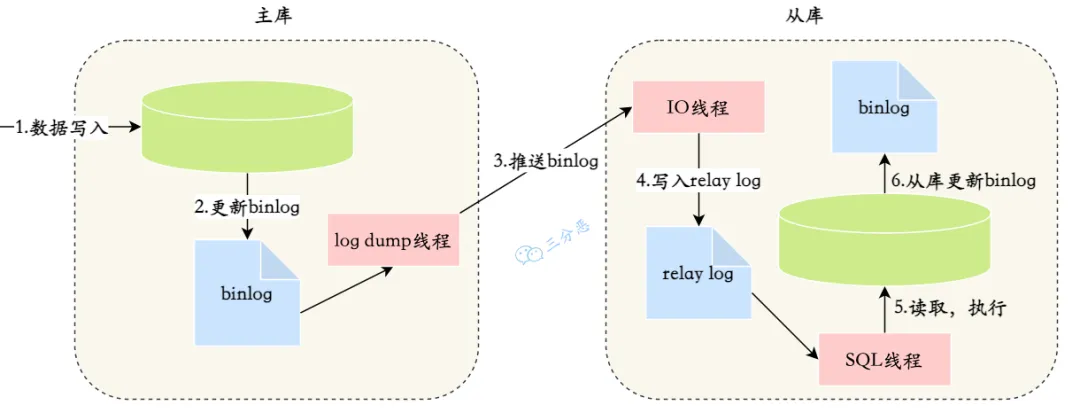 主库
从库
1.数据写入
2.更新binlog
binlog
log dump线程
3.推送binlog
IO线程
4.写入relay log
relay log
SQL线程
5.读取，执行
6.从库更新binlog
binlog
三分恶